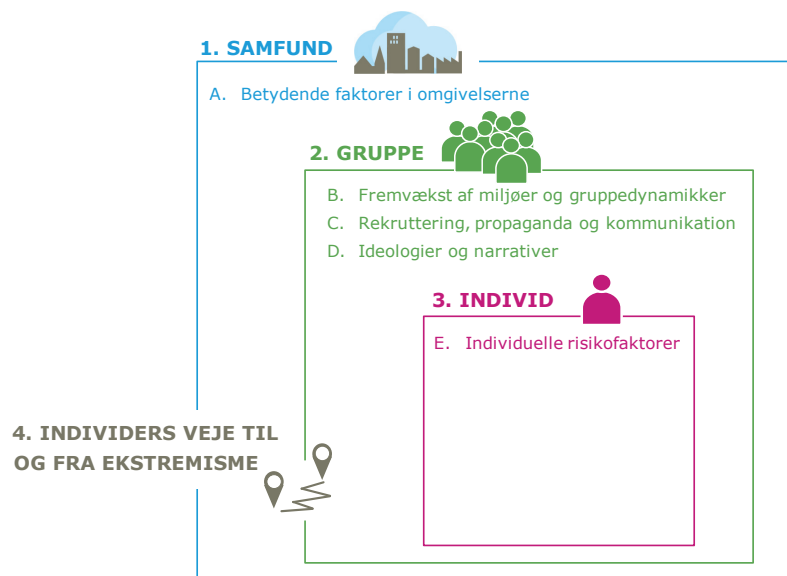 1. SAMFUND
A. Betydende faktorer i omgivelserne
2. GRUPPE
B. Fremvækst af miljøer og gruppedynamikker
C. Rekruttering, propaganda og kommunikation
D. Ideologier og narrativer
3. INDIVID
E. Individuelle risikofaktorer
4. INDIVIDERS VEJE TIL
OG FRA EKSTREMISME